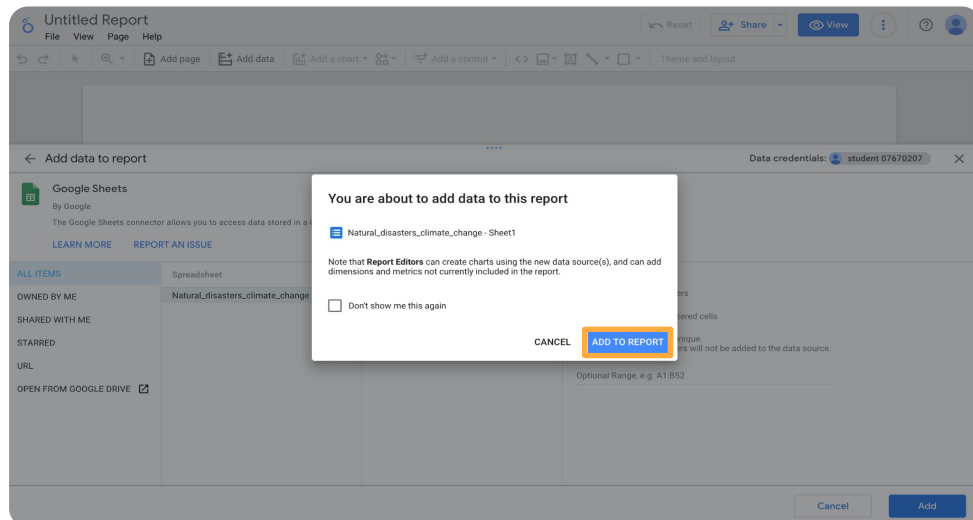 Untitled Report
Reset
Share
View
File View Page Help
Add page
Add data
Add a chart
Add a control
Theme and layout
Add data to report
Data credentials: student 07670207
Google Sheets
By Google
The Google Sheets connector allows you to access data stored in a
LEARN MORE
REPORT AN ISSUE
ALL ITEMS
OWNED BY ME
SHARED WITH ME
STARRED
URL
OPEN FROM GOOGLE DRIVE
Spreadsheet
Natural_disasters_climate_change
You are about to add data to this report
Natural_disasters_climate_change - Sheet1
Note that Report Editors can create charts using the new data source(s), and can add
dimensions and metrics not currently included in the report.
Don't show me this again
CANCEL
ADD TO REPORT
cells
will not be added to the data source.
Optional Range, e.g. A1:B52
Cancel
Add